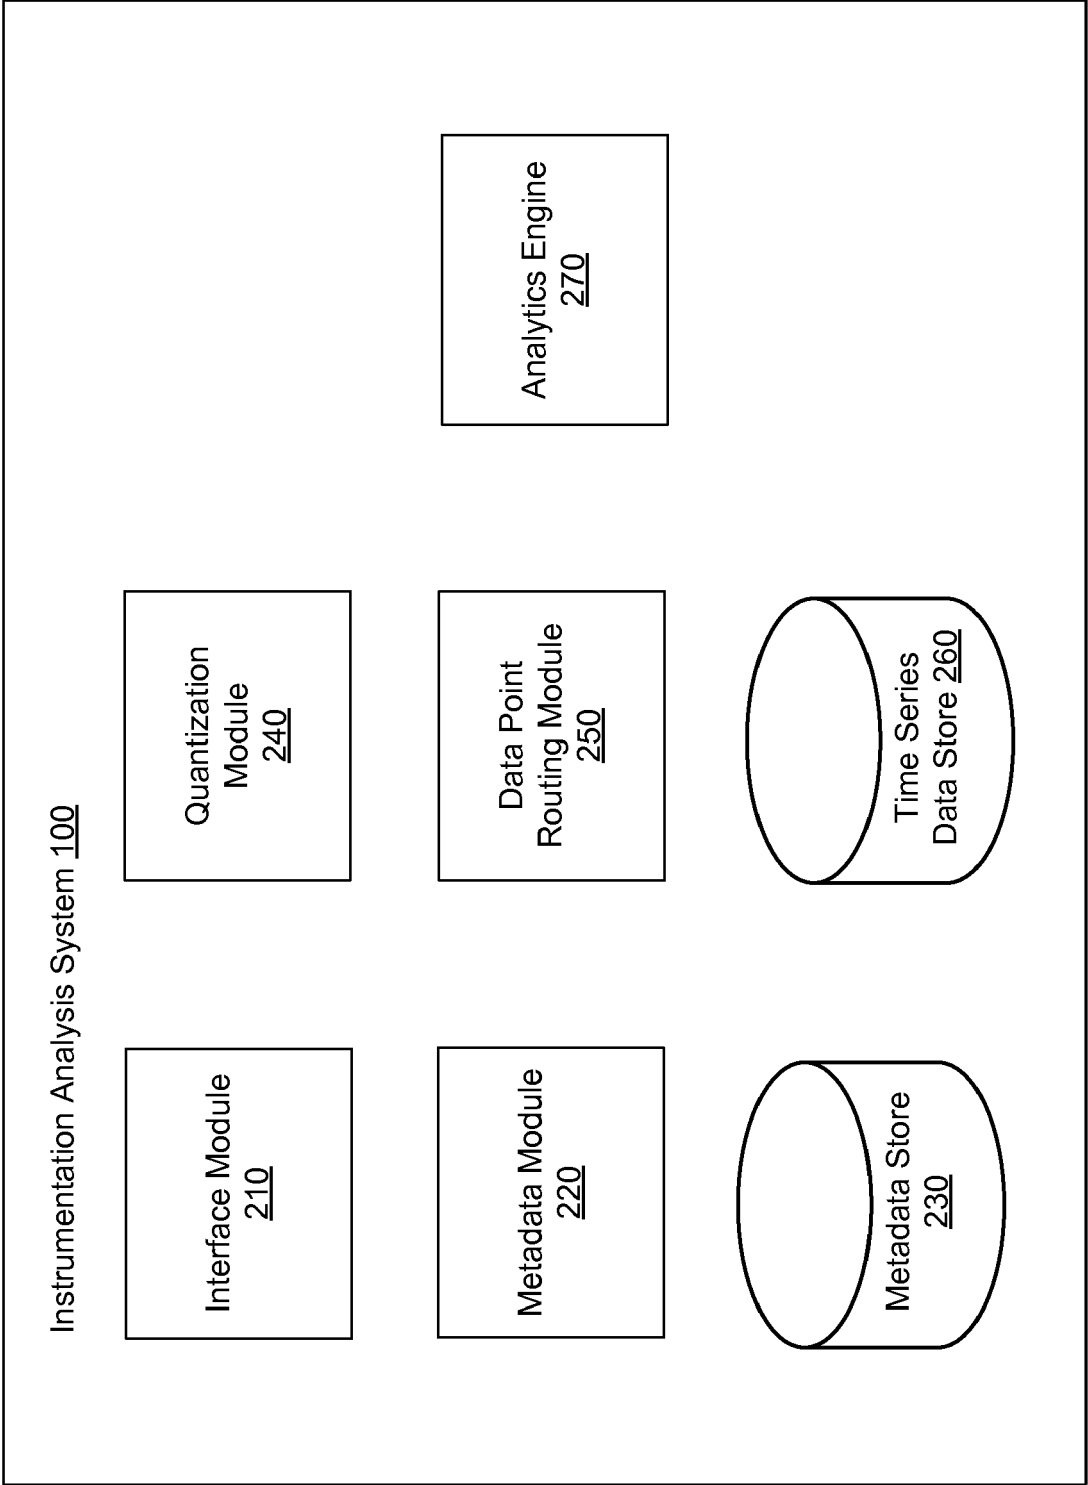 Instrumentation Analysis System 100
Interface Module
210
Quantization
Module
240
Metadata Module
220
Data Point
Routing Module
250
Analytics Engine
270
Metadata Store
230
Time Series
Data Store 260